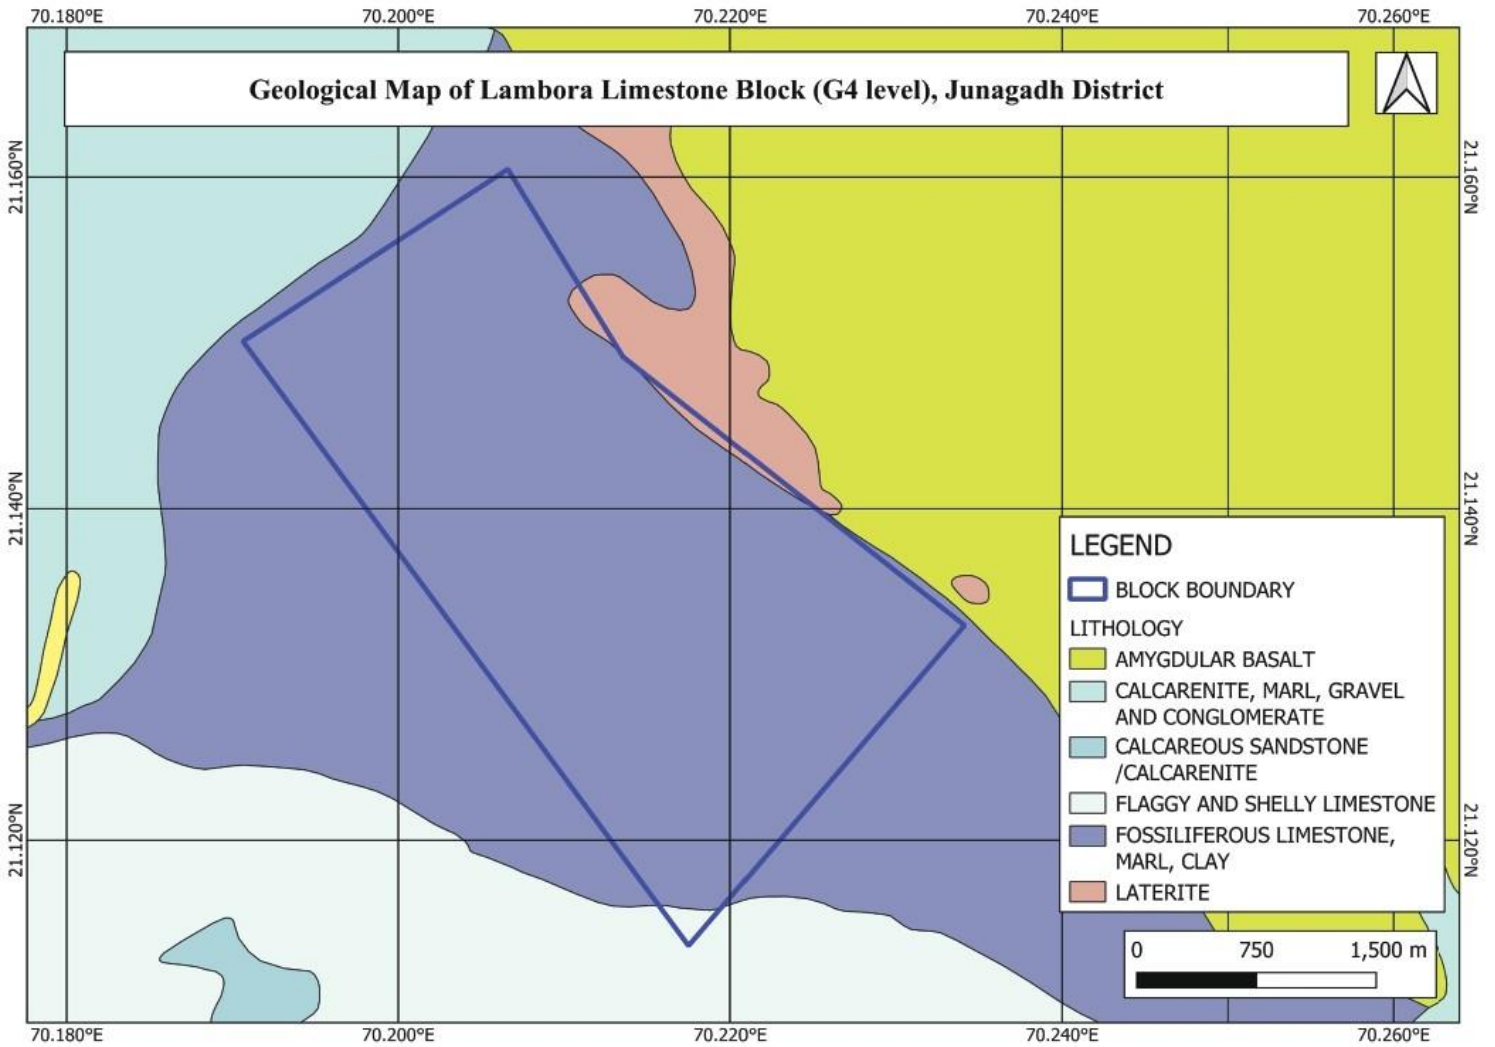 70.180°E 70.200°E 70.220°E 70.240°E 70.260°E
Geological Map of Lambora Limestone Block (G4 level), Junagadh District
21.160°N 21.160°N
21.140°N 21.140°N
LEGEND
BLOCK BOUNDARY
LITHOLOGY
AMYGDULAR BASALT
CALCARENITE, MARL, GRAVEL
AND CONGLOMERATE
CALCAREOUS SANDSTONE
/CALCARENITE
FLAGGY AND SHELLY LIMESTONE
FOSSILIFEROUS LIMESTONE,
MARL, CLAY
LATERITE
21.120°N 21.120°N
0 750 1,500 m
70.180°E 70.200°E 70.220°E 70.240°E 70.260°E